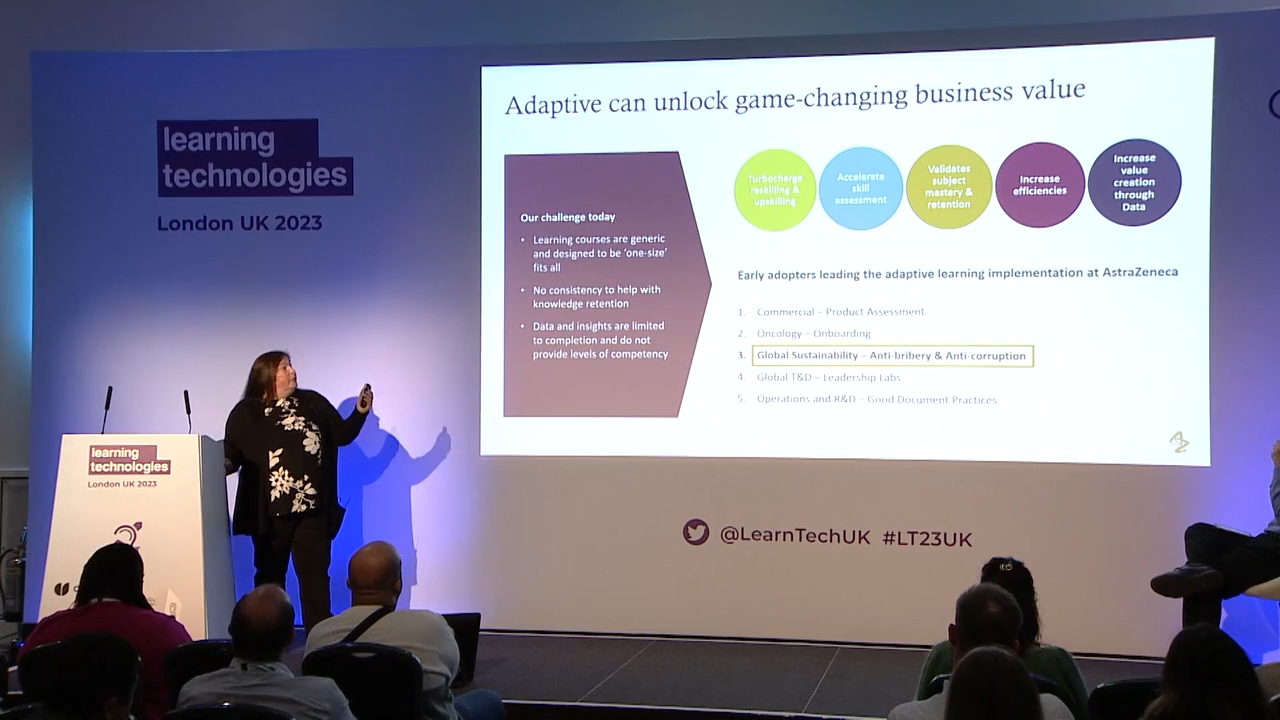 learning
technologies
London UK 2023
Adaptive can unlock game-changing business value
Our challenge today
• Learning courses are generic
and designed to be ‘one-size’
fits all
• No consistency to help with
knowledge retention
• Data and insights are limited
to completion and do not
provide levels of competency
Turbocharge
reskilling &
upskilling
Accelerate
skill
assessment
Validates
subject
mastery &
retention
Increase
efficiencies
Increase
value
creation
through
Data
Early adopters leading the adaptive learning implementation at AstraZeneca
1. Commercial – Product Assessment
2. Oncology – Onboarding
3. Global Sustainability – Anti-bribery & Anti-corruption
4. Global T&D – Leadership Labs
5. Operations and R&D – Good Document Practices
@LearnTechUK #LT23UK
learning
technologies
London UK 2023